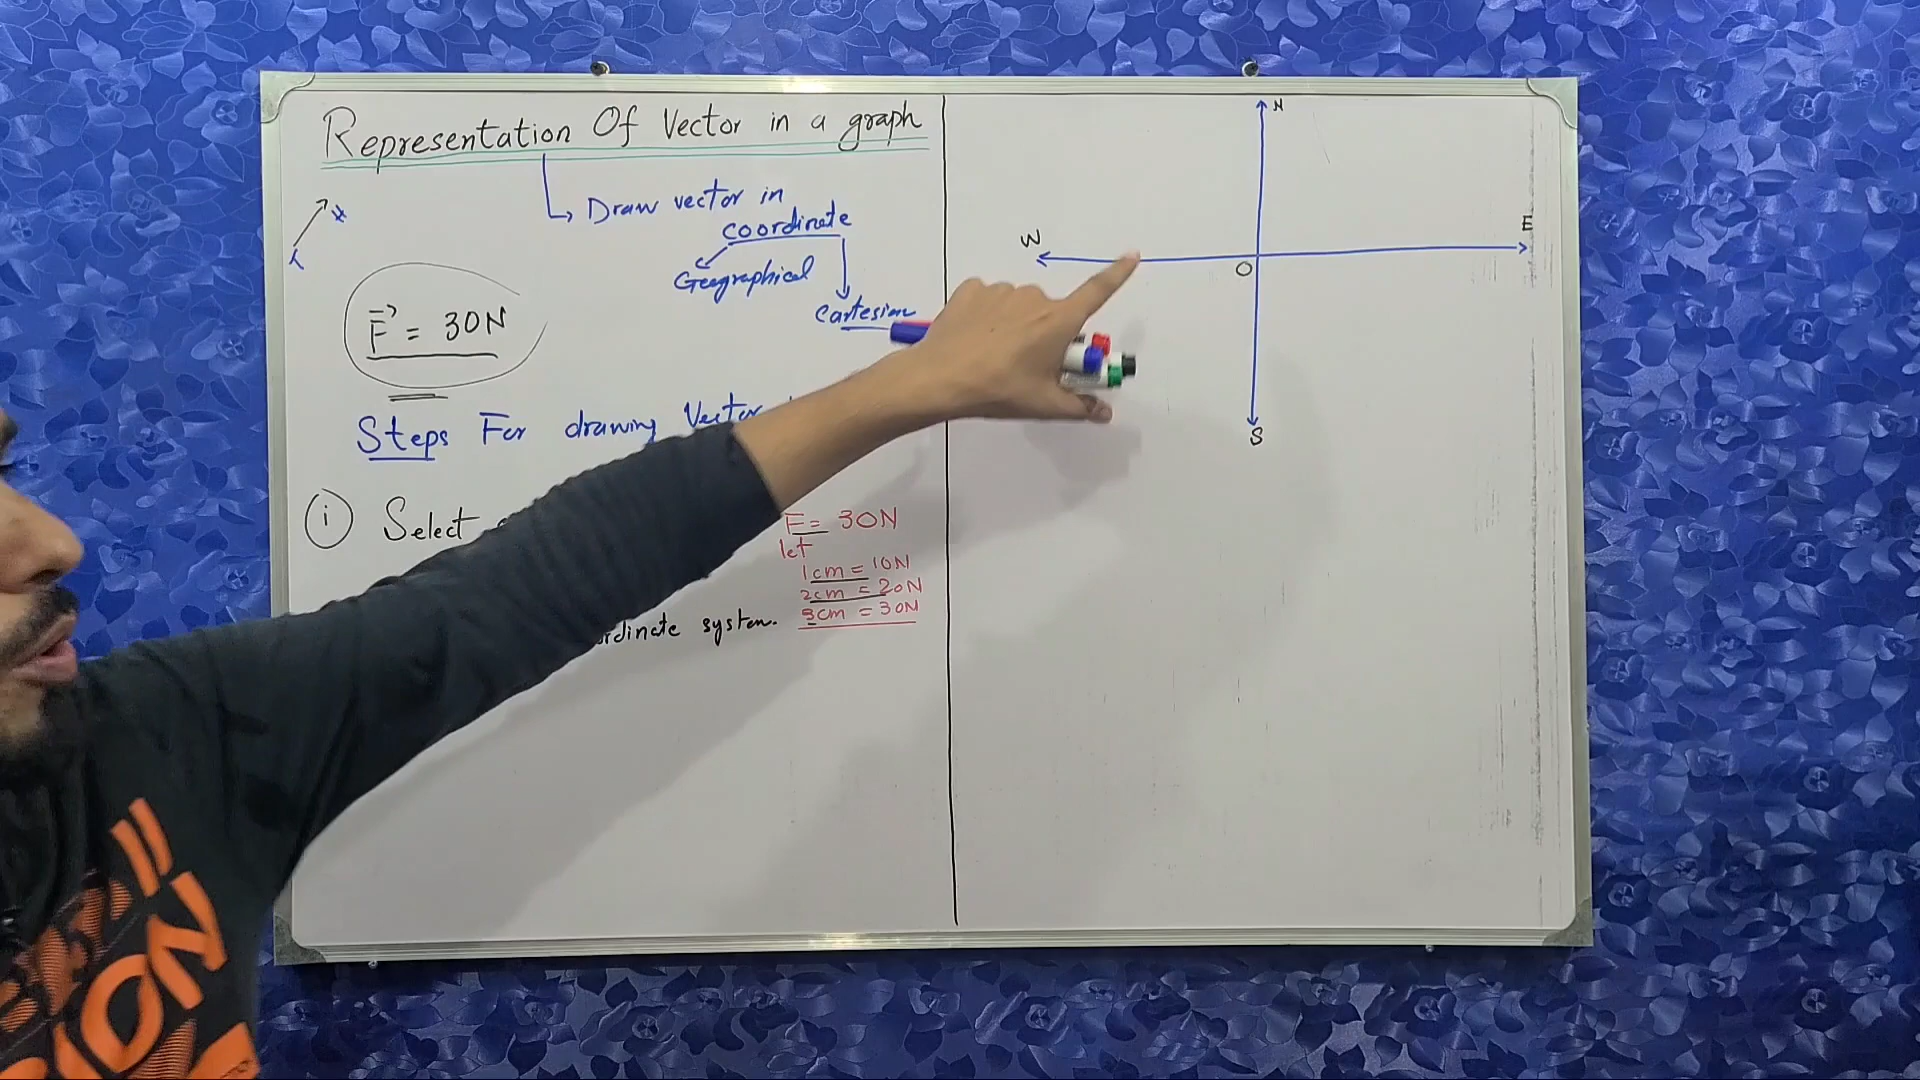 Representation Of Vector in a graph
Draw vector in
coordinate
Geographical
Cartesian
F = 30N
Steps For drawing Vector
i Select
F = 30N
let
1cm = 10N
2cm = 20N
3cm = 30N
system.
N
W
E
O
S
ION